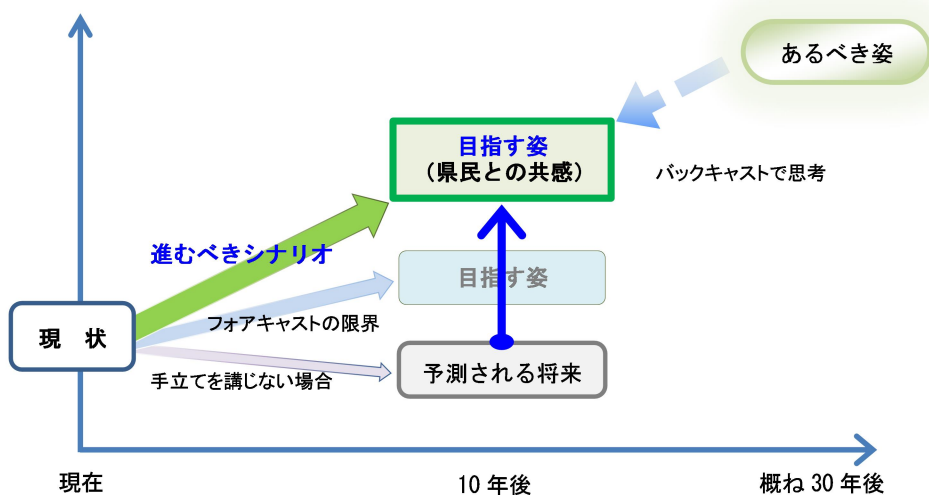 あるべき姿
目指す姿
（県民との共感）
バックキャストで思考
進むべきシナリオ
目指す姿
フォアキャストの限界
現　状
予測される将来
手立てを講じない場合
現在
10 年後
概ね 30 年後